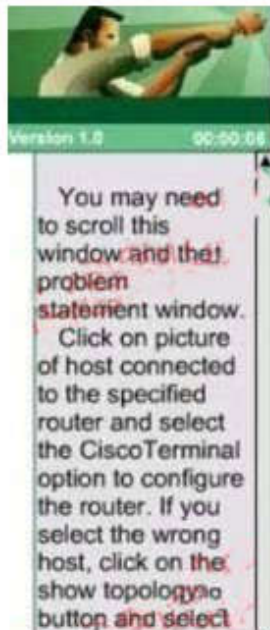 Version 1.0 00:00:06
You may need
to scroll this
window and the
problem
statement window.
Click on picture
of host connected
to the specified
router and select
the CiscoTerminal
option to configure
the router. If you
select the wrong
host, click on the
show topology
button and select